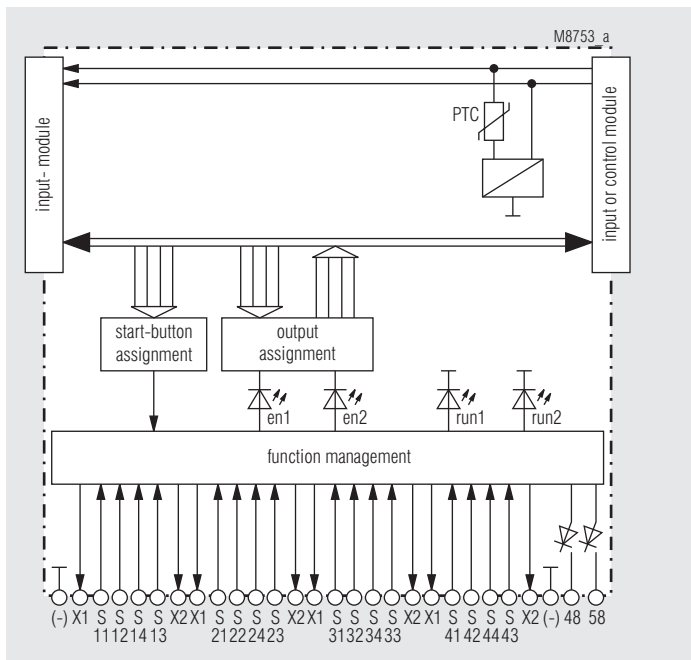 M8753_a
input- module
PTC
input or control module
start-button
assignment
output
assignment
en1
en2
run1
run2
function management
(-) X1 S S S S X2 X1 S S S S X2 X1 S S S S X2 X1 S S S S X2 (-) 48 58
11 12 14 13 21 22 24 23 31 32 34 33 41 42 44 43